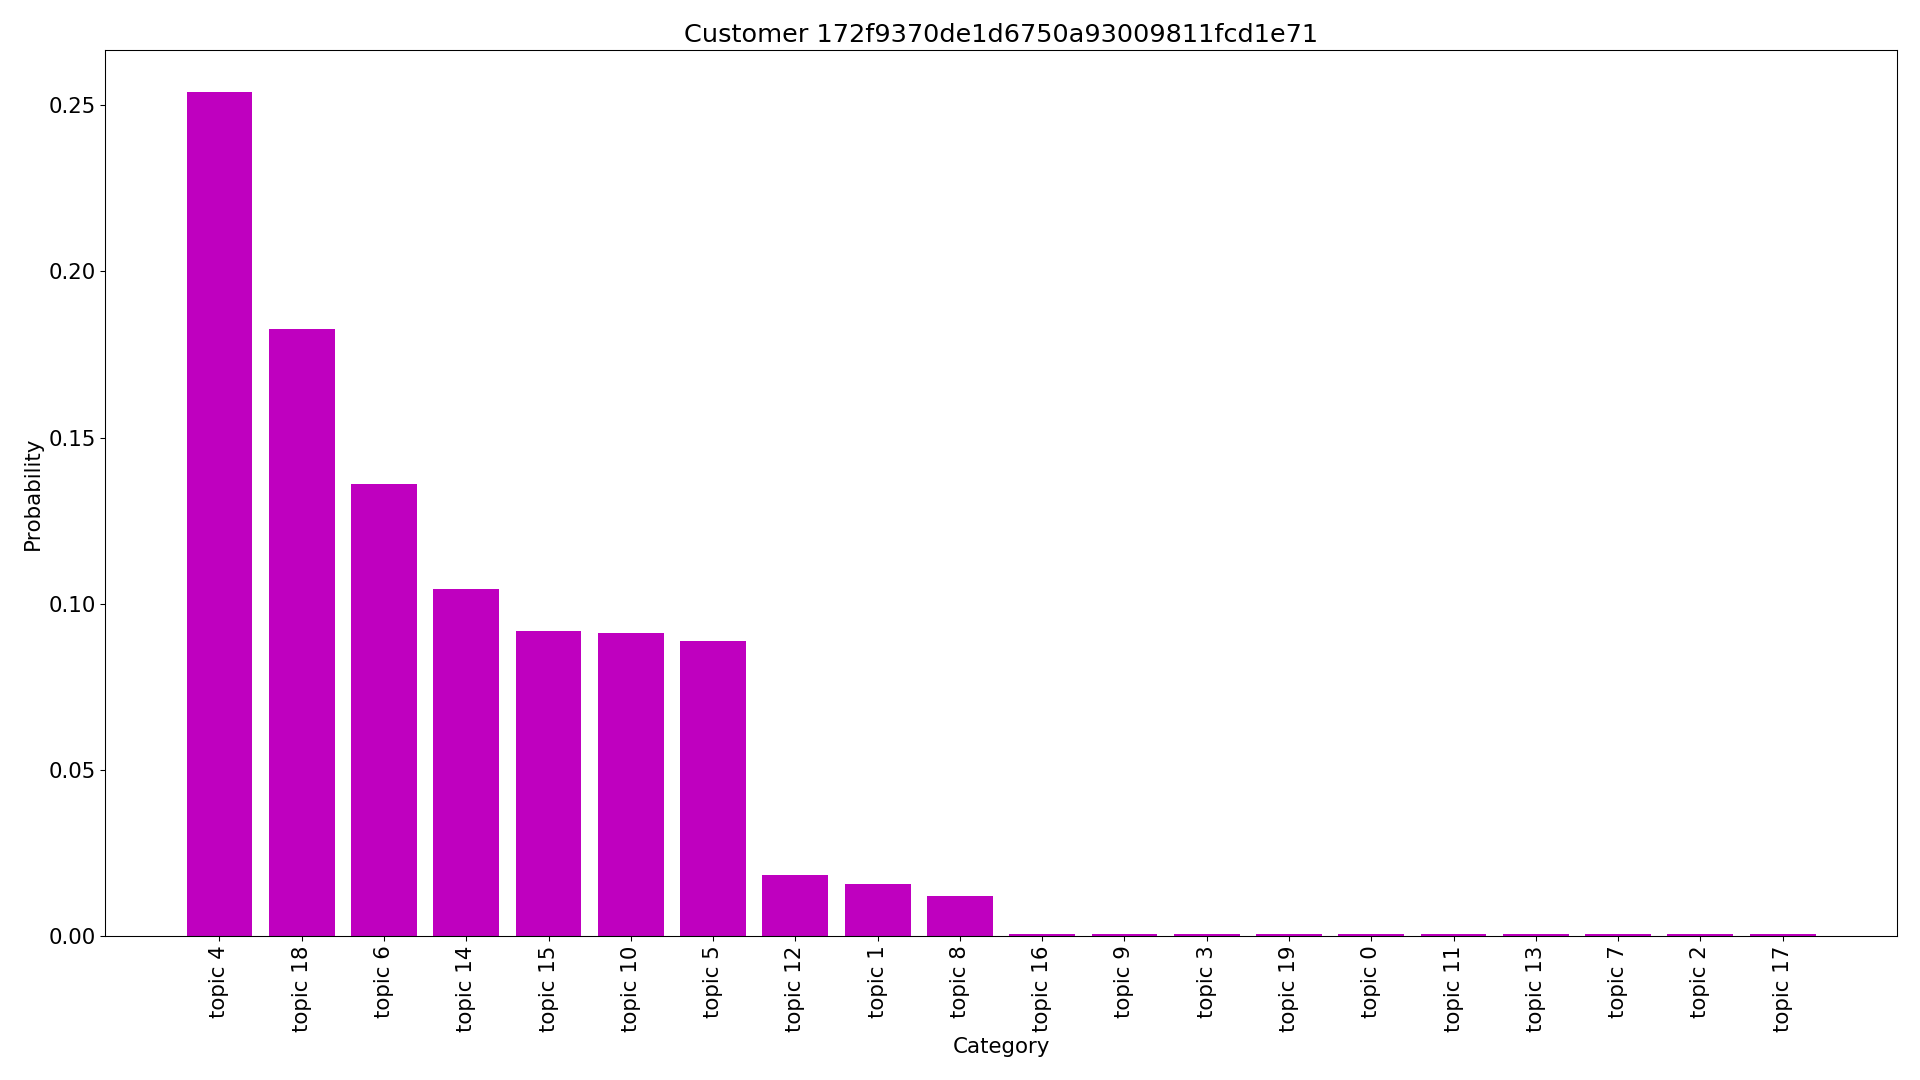 Customer 172f9370de1d6750a93009811fcd1e71
Probability
0.25
0.20
0.15
0.10
0.05
0.00
topic 4
topic 18
topic 6
topic 14
topic 15
topic 10
topic 5
topic 12
topic 1
topic 8
topic 16
topic 9
topic 3
topic 19
topic 0
topic 11
topic 13
topic 7
topic 2
topic 17
Category